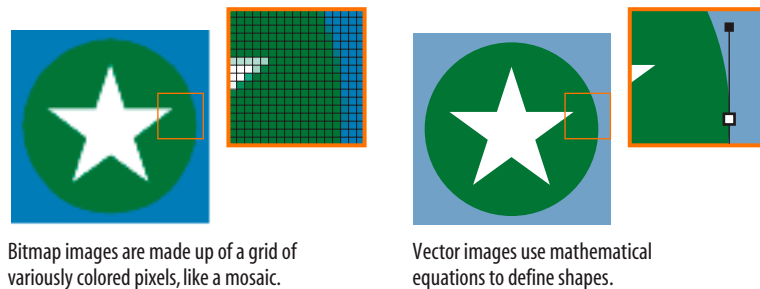 Bitmap images are made up of a grid of
variously colored pixels, like a mosaic.
Vector images use mathematical
equations to define shapes.